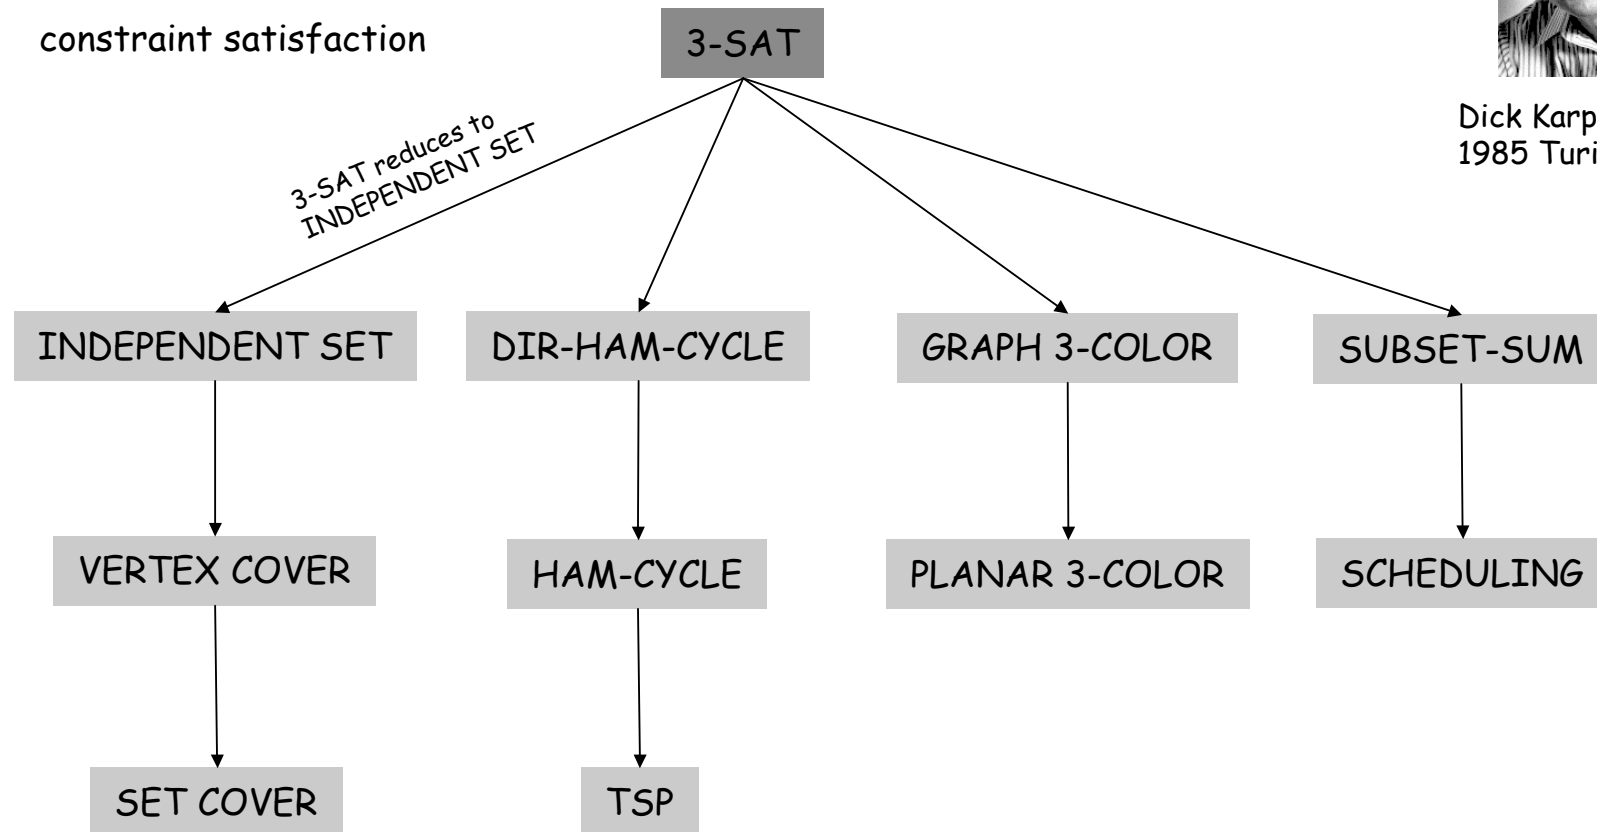 constraint satisfaction
3-SAT
Dick Karp
1985 Turi
3-SAT reduces to
INDEPENDENT SET
INDEPENDENT SET
DIR-HAM-CYCLE
GRAPH 3-COLOR
SUBSET-SUM
VERTEX COVER
HAM-CYCLE
PLANAR 3-COLOR
SCHEDULING
SET COVER
TSP